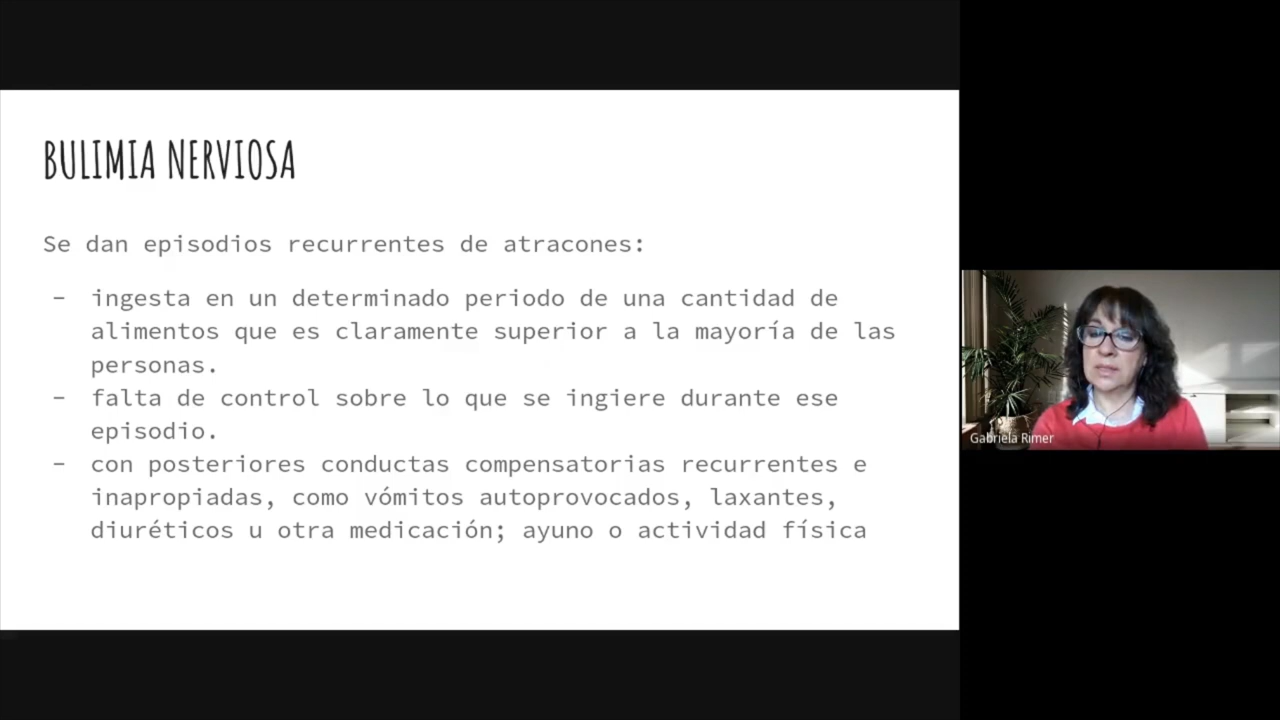 BULIMIA NERVIOSA
Se dan episodios recurrentes de atracones:
- ingesta en un determinado periodo de una cantidad de
alimentos que es claramente superior a la mayoría de las
personas.
- falta de control sobre lo que se ingiere durante ese
episodio.
- con posteriores conductas compensatorias recurrentes e
inapropiadas, como vómitos autoprovocados, laxantes,
diuréticos u otra medicación; ayuno o actividad física
Gabriela Rimer